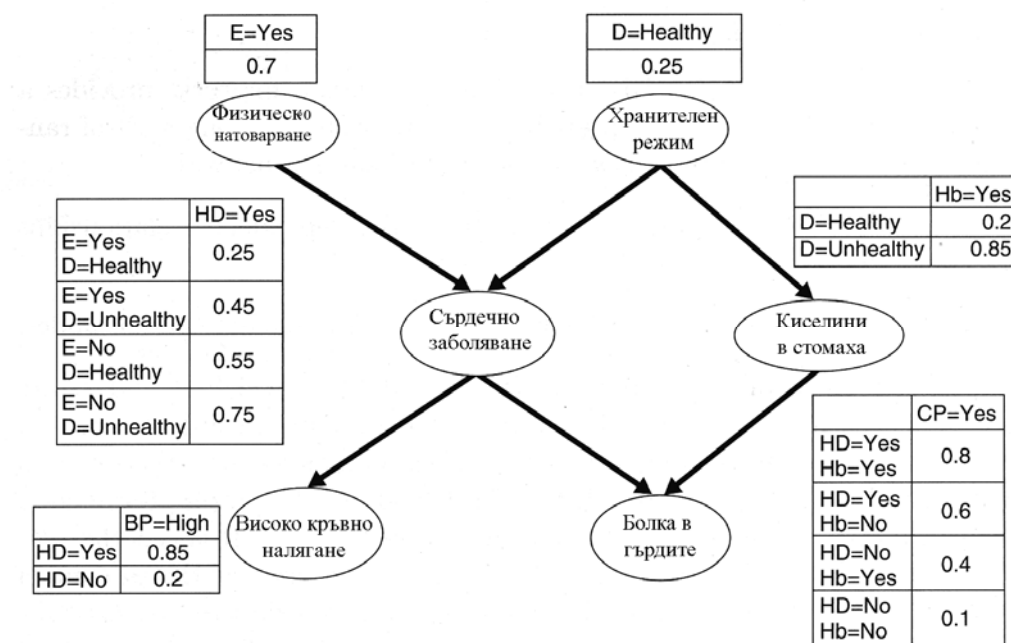 E=Yes
0.7
D=Healthy
0.25
Физическо
натоварване
Хранителен
режим
Hb=Yes
D=Healthy 0.2
D=Unhealthy 0.85
HD=Yes
E=Yes
D=Healthy
0.25
E=Yes
D=Unhealthy
0.45
E=No
D=Healthy
0.55
E=No
D=Unhealthy
0.75
Сърдечно
заболяване
Киселини
в стомаха
CP=Yes
HD=Yes
Hb=Yes
0.8
HD=Yes
Hb=No
0.6
HD=No
Hb=Yes
0.4
HD=No
Hb=No
0.1
BP=High
HD=Yes 0.85
HD=No 0.2
Високо кръвно
налягане
Болка в
гърдите